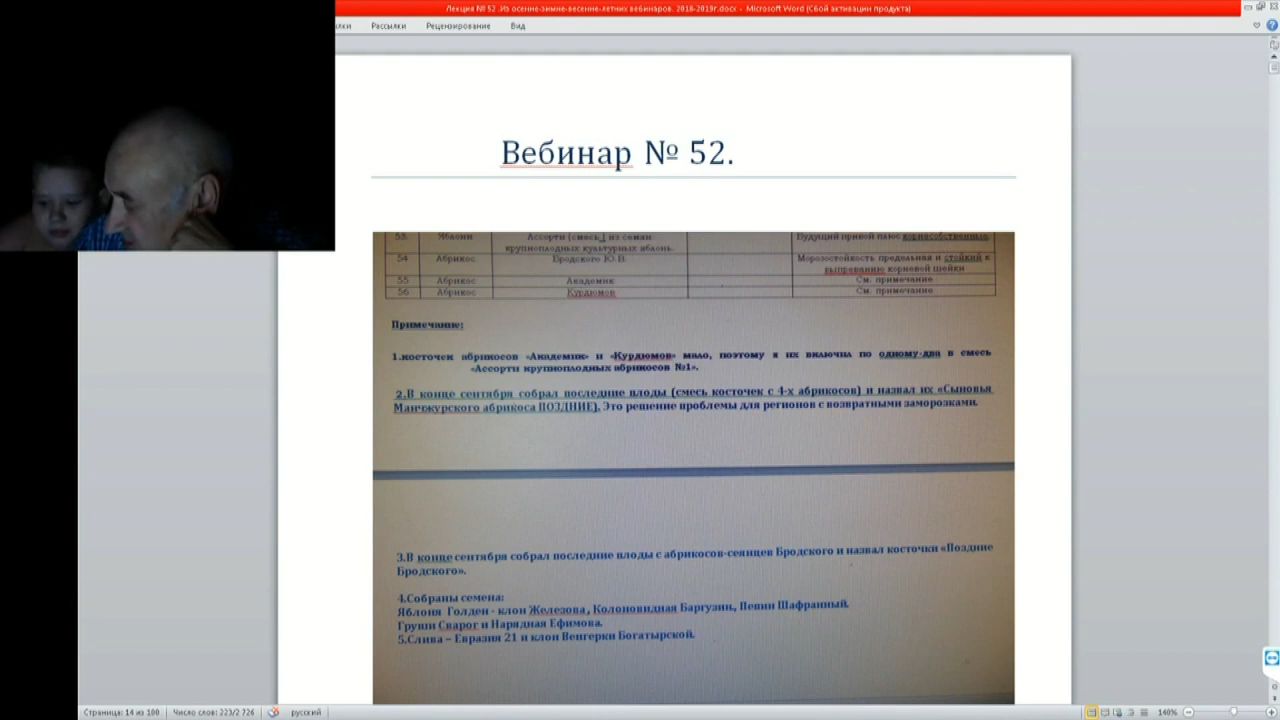 Лекция № 52 .Из осенне-зимне-весенне-летних вебинаров. 2018-2019г.docx - Microsoft Word (Сбой активации продукта)
лки Рассылки Рецензирование Вид
Вебинар № 52.
53. Яблони Ассорти (смесь) из семян крупноплодных культурных яблонь. Будущий привой плюс корнесобственные.
54 Абрикос Бродского Ю.В. Морозостойкость предельная и стойкий к выпреванию корневой шейки
55 Абрикос Академик См. примечание
56 Абрикос Курдюмов См. примечание
Примечание:
1.косточек абрикосов «Академик» и «Курдюмов» мало, поэтому я их включил по одному-два в смесь
«Ассорти крупноплодных абрикосов №1».
2.В конце сентября собрал последние плоды (смесь косточек с 4-х абрикосов) и назвал их «Сыновья
Манчжурского абрикоса ПОЗДНИЕ). Это решение проблемы для регионов с возвратными заморозками.
3.В конце сентября собрал последние плоды с абрикосов-сеянцев Бродского и назвал косточки «Поздние
Бродского».
4.Собраны семена:
Яблоня Голден - клон Железова, Колоновидная Баргузин, Пепин Шафранный.
Груши Сварог и Нарядная Ефимова.
5.Слива – Евразия 21 и клон Венгерки Богатырской.
Страница: 14 из 100 Число слов: 223/2 726 русский 140%